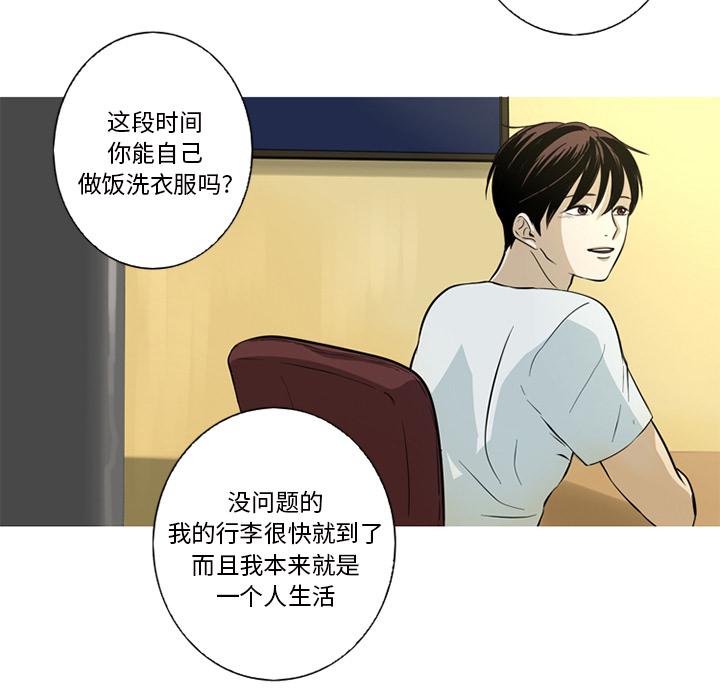 这段时间
你能自己
做饭洗衣服吗?
没问题的
我的行李很快就到了
而且我本来就是
一个人生活